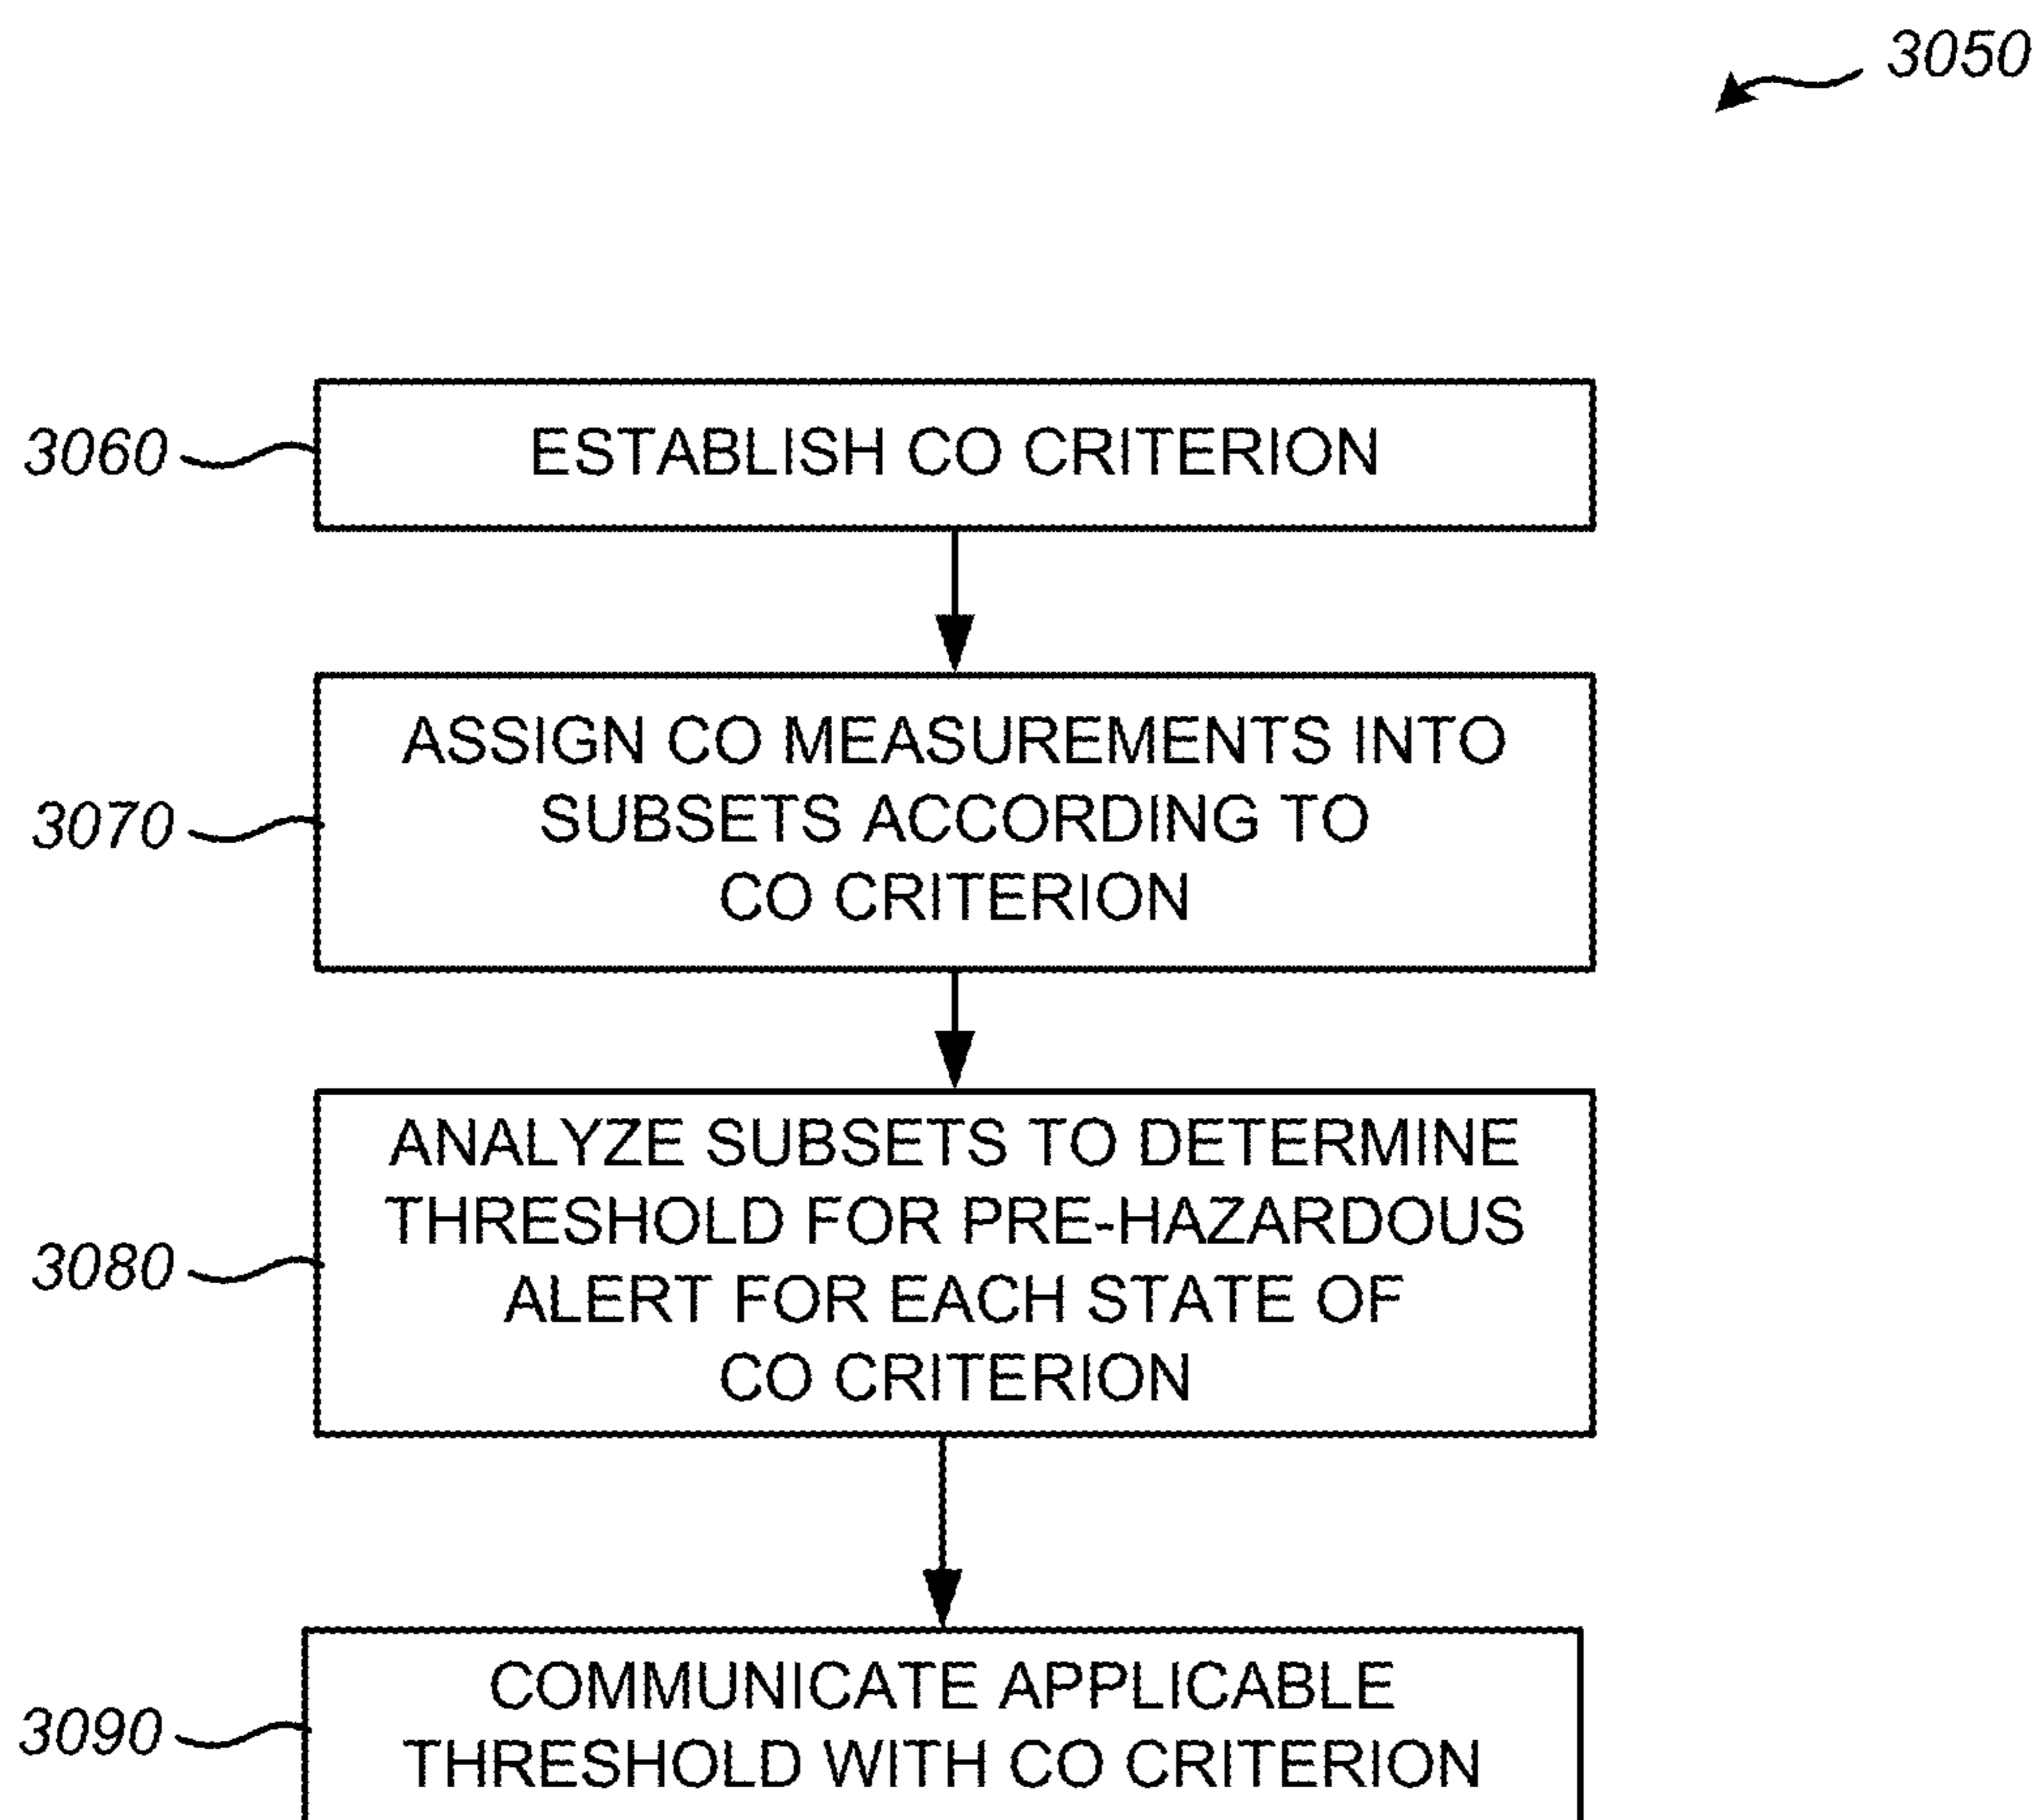 3050
3060
ESTABLISH CO CRITERION
3070
ASSIGN CO MEASUREMENTS INTO
SUBSETS ACCORDING TO
CO CRITERION
3080
ANALYZE SUBSETS TO DETERMINE
THRESHOLD FOR PRE-HAZARDOUS
ALERT FOR EACH STATE OF
CO CRITERION
3090
COMMUNICATE APPLICABLE
THRESHOLD WITH CO CRITERION